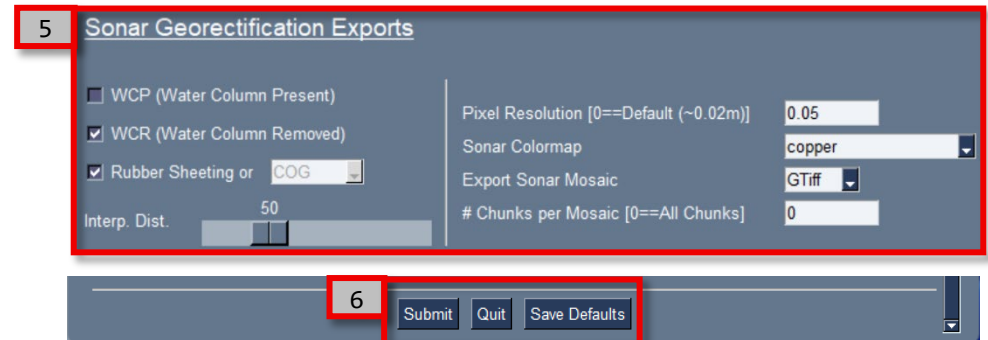 5
Sonar Georectification Exports
WCP (Water Column Present)
WCR (Water Column Removed)
Rubber Sheeting or COG
Interp. Dist. 50
Pixel Resolution [0==Default (~0.02m)] 0.05
Sonar Colormap copper
Export Sonar Mosaic GTiff
# Chunks per Mosaic [0==All Chunks] 0
6
Submit Quit Save Defaults